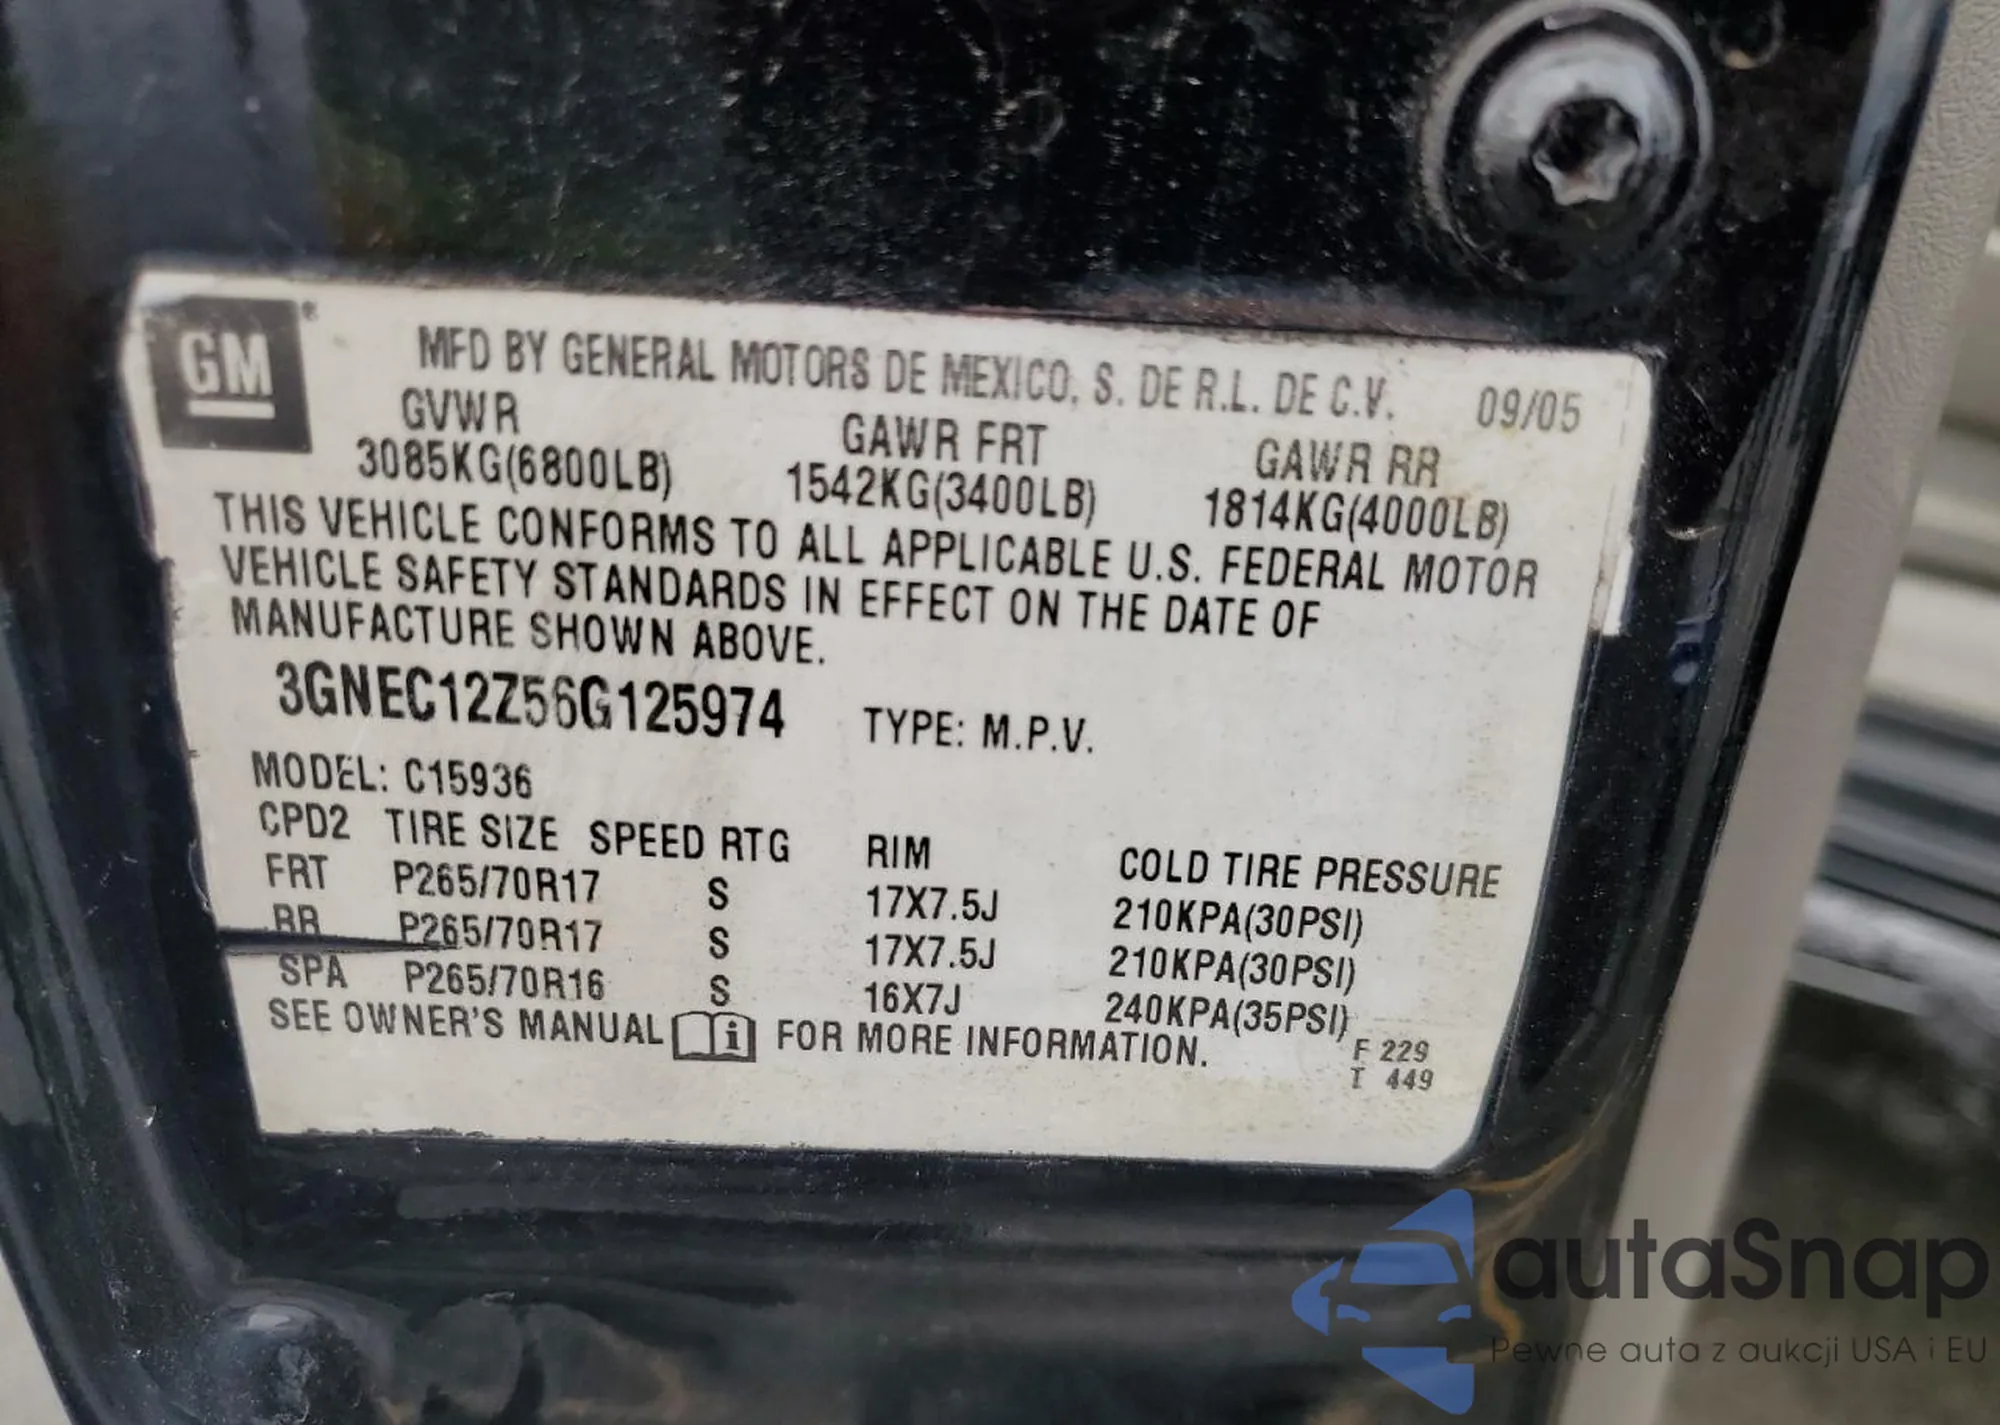 GM®
MFD BY GENERAL MOTORS DE MEXICO, S. DE R.L. DE C.V. 09/05
GVWR GAWR FRT GAWR RR
3085KG(6800LB) 1542KG(3400LB) 1814KG(4000LB)
THIS VEHICLE CONFORMS TO ALL APPLICABLE U.S. FEDERAL MOTOR
VEHICLE SAFETY STANDARDS IN EFFECT ON THE DATE OF
MANUFACTURE SHOWN ABOVE.
3GNEC12Z56G125974 TYPE: M.P.V.
MODEL: C15936
CPD2 TIRE SIZE SPEED RTG RIM COLD TIRE PRESSURE
FRT P265/70R17 S 17X7.5J 210KPA(30PSI)
RR P265/70R17 S 17X7.5J 210KPA(30PSI)
SPA P265/70R16 S 16X7J 240KPA(35PSI)
SEE OWNER'S MANUAL i FOR MORE INFORMATION.
F 229
T 449
autaSnap
Pewne auta z aukcji USA i EU